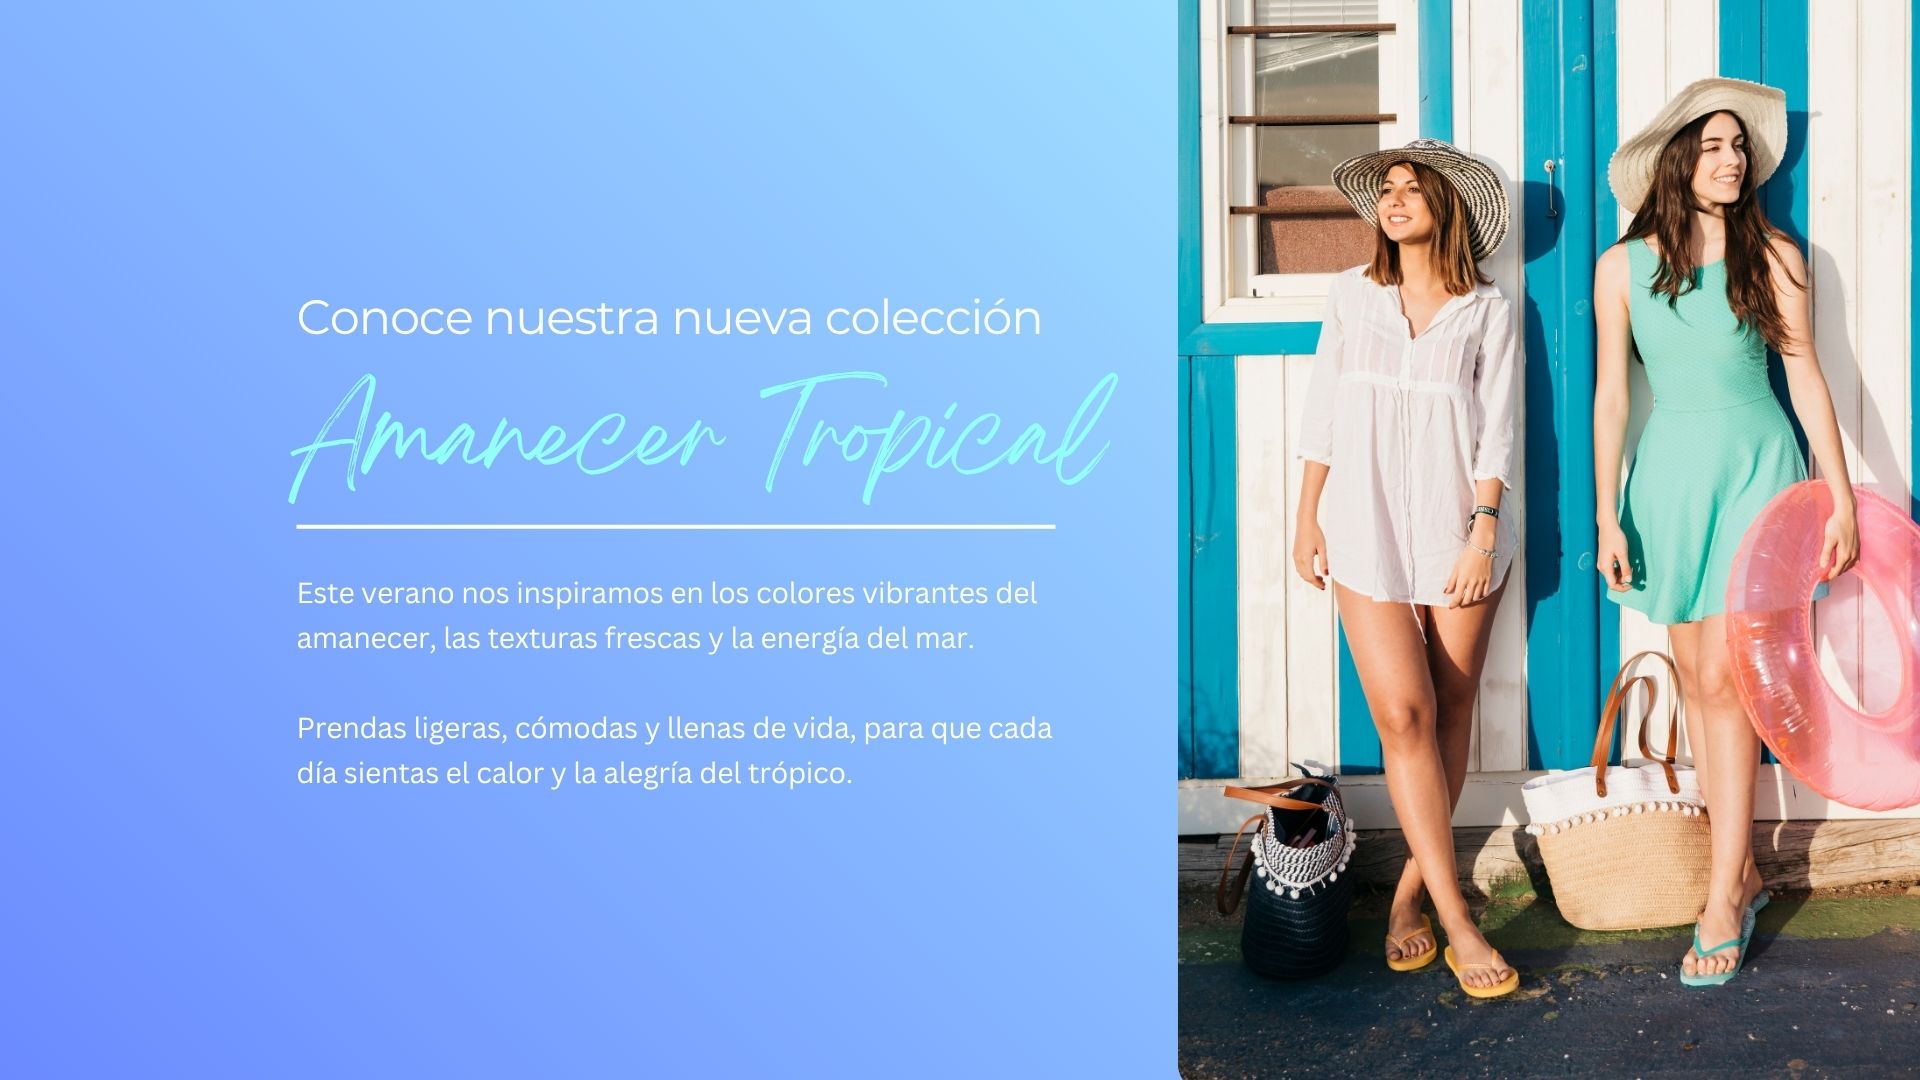 Conoce nuestra nueva colección
Amanecer Tropical
Este verano nos inspiramos en los colores vibrantes del
amanecer, las texturas frescas y la energía del mar.
Prendas ligeras, cómodas y llenas de vida, para que cada
día sientas el calor y la alegría del trópico.